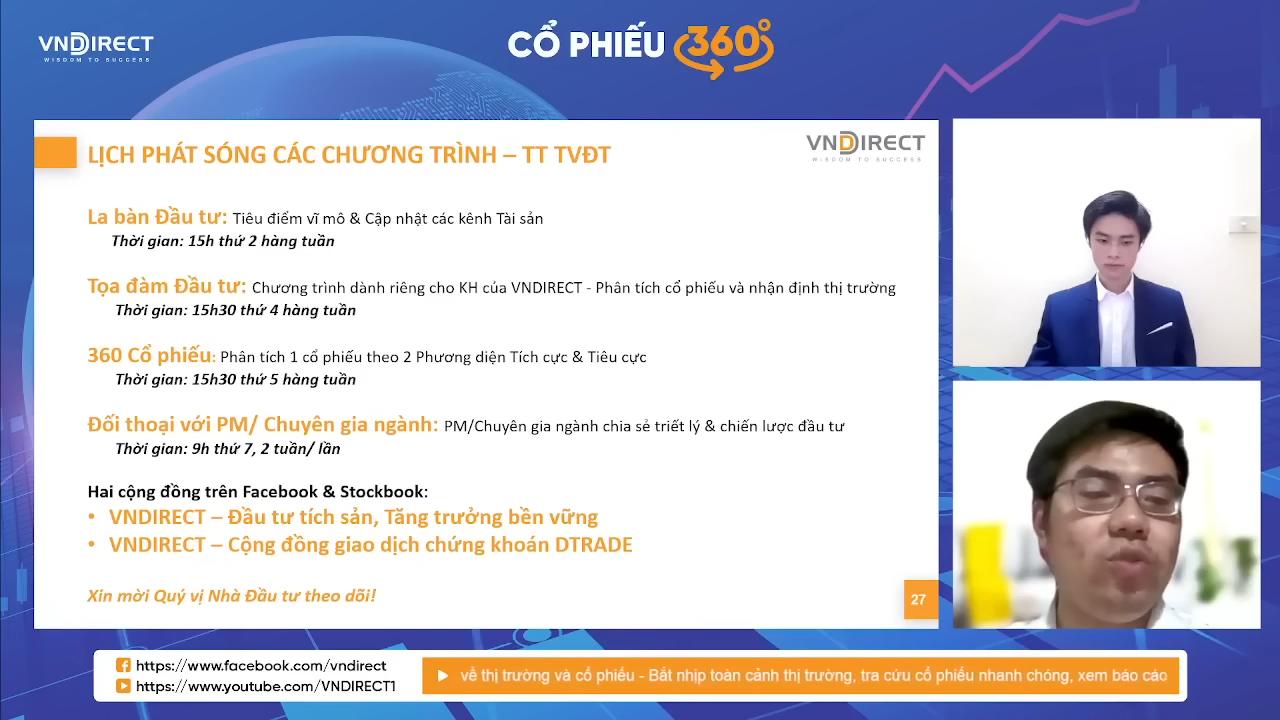 VNDIRECT
WISDOM TO SUCCESS
CỔ PHIẾU 360°
LỊCH PHÁT SÓNG CÁC CHƯƠNG TRÌNH – TT TVĐT
VNDIRECT
WISDOM TO SUCCESS
La bàn Đầu tư: Tiêu điểm vĩ mô & Cập nhật các kênh Tài sản
Thời gian: 15h thứ 2 hàng tuần
Tọa đàm Đầu tư: Chương trình dành riêng cho KH của VNDIRECT - Phân tích cổ phiếu và nhận định thị trường
Thời gian: 15h30 thứ 4 hàng tuần
360 Cổ phiếu: Phân tích 1 cổ phiếu theo 2 Phương diện Tích cực & Tiêu cực
Thời gian: 15h30 thứ 5 hàng tuần
Đối thoại với PM/ Chuyên gia ngành: PM/Chuyên gia ngành chia sẻ triết lý & chiến lược đầu tư
Thời gian: 9h thứ 7, 2 tuần/ lần
Hai cộng đồng trên Facebook & Stockbook:
• VNDIRECT – Đầu tư tích sản, Tăng trưởng bền vững
• VNDIRECT – Cộng đồng giao dịch chứng khoán DTRADE
Xin mời Quý vị Nhà Đầu tư theo dõi!
27
https://www.facebook.com/vndirect
https://www.youtube.com/VNDIRECT1
về thị trường và cổ phiếu - Bắt nhịp toàn cảnh thị trường, tra cứu cổ phiếu nhanh chóng, xem báo cáo